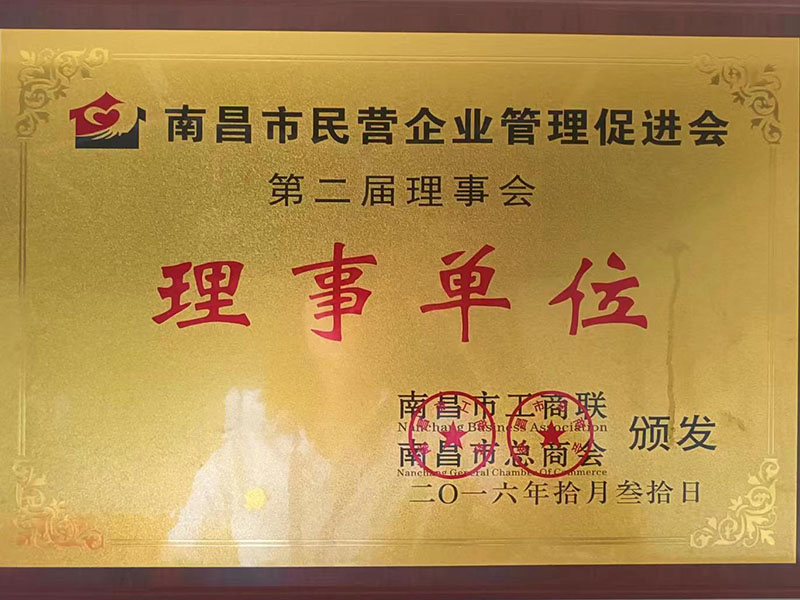 南昌市民营企业管理促进会
第二届理事会
理事单位
南昌市工商联
Nanchang Business Association
南昌市总商会
Nanchang General Chamber Of Commerce
颁发
二〇一六年拾月叁拾日